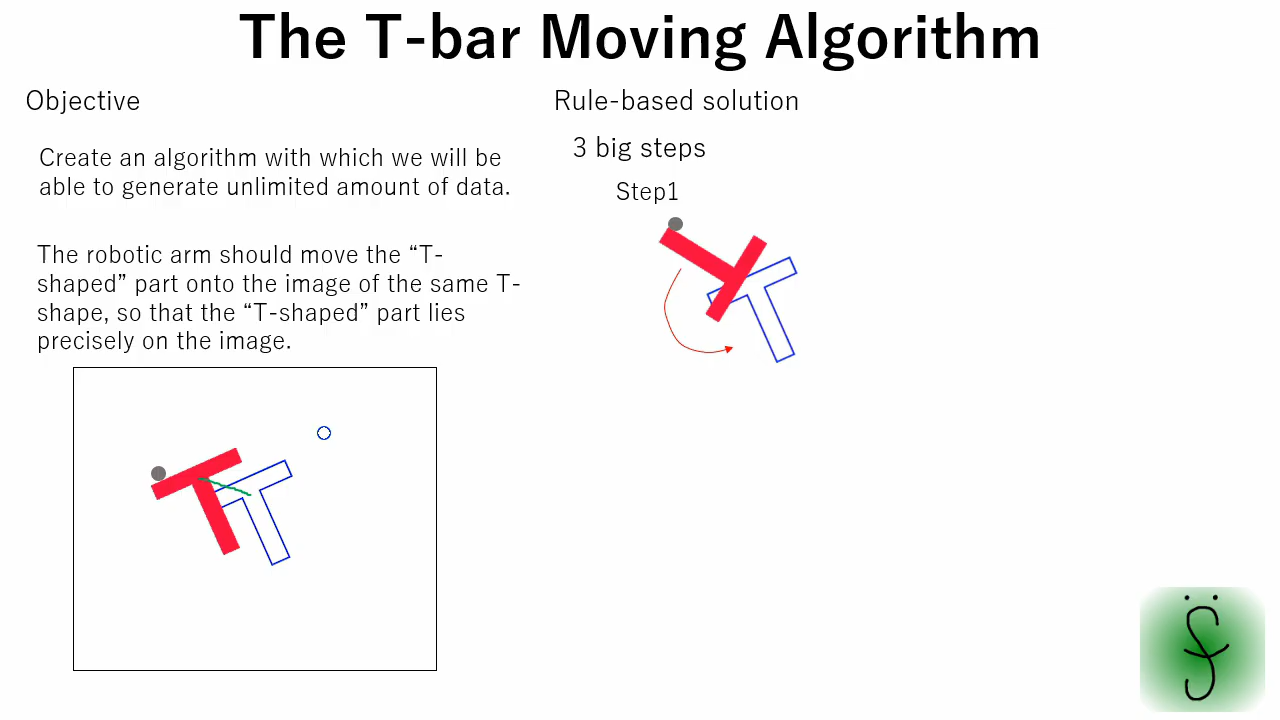 The T-bar Moving Algorithm
Objective
Create an algorithm with which we will be
able to generate unlimited amount of data.
The robotic arm should move the “T-
shaped” part onto the image of the same T-
shape, so that the “T-shaped” part lies
precisely on the image.
Rule-based solution
3 big steps
Step1